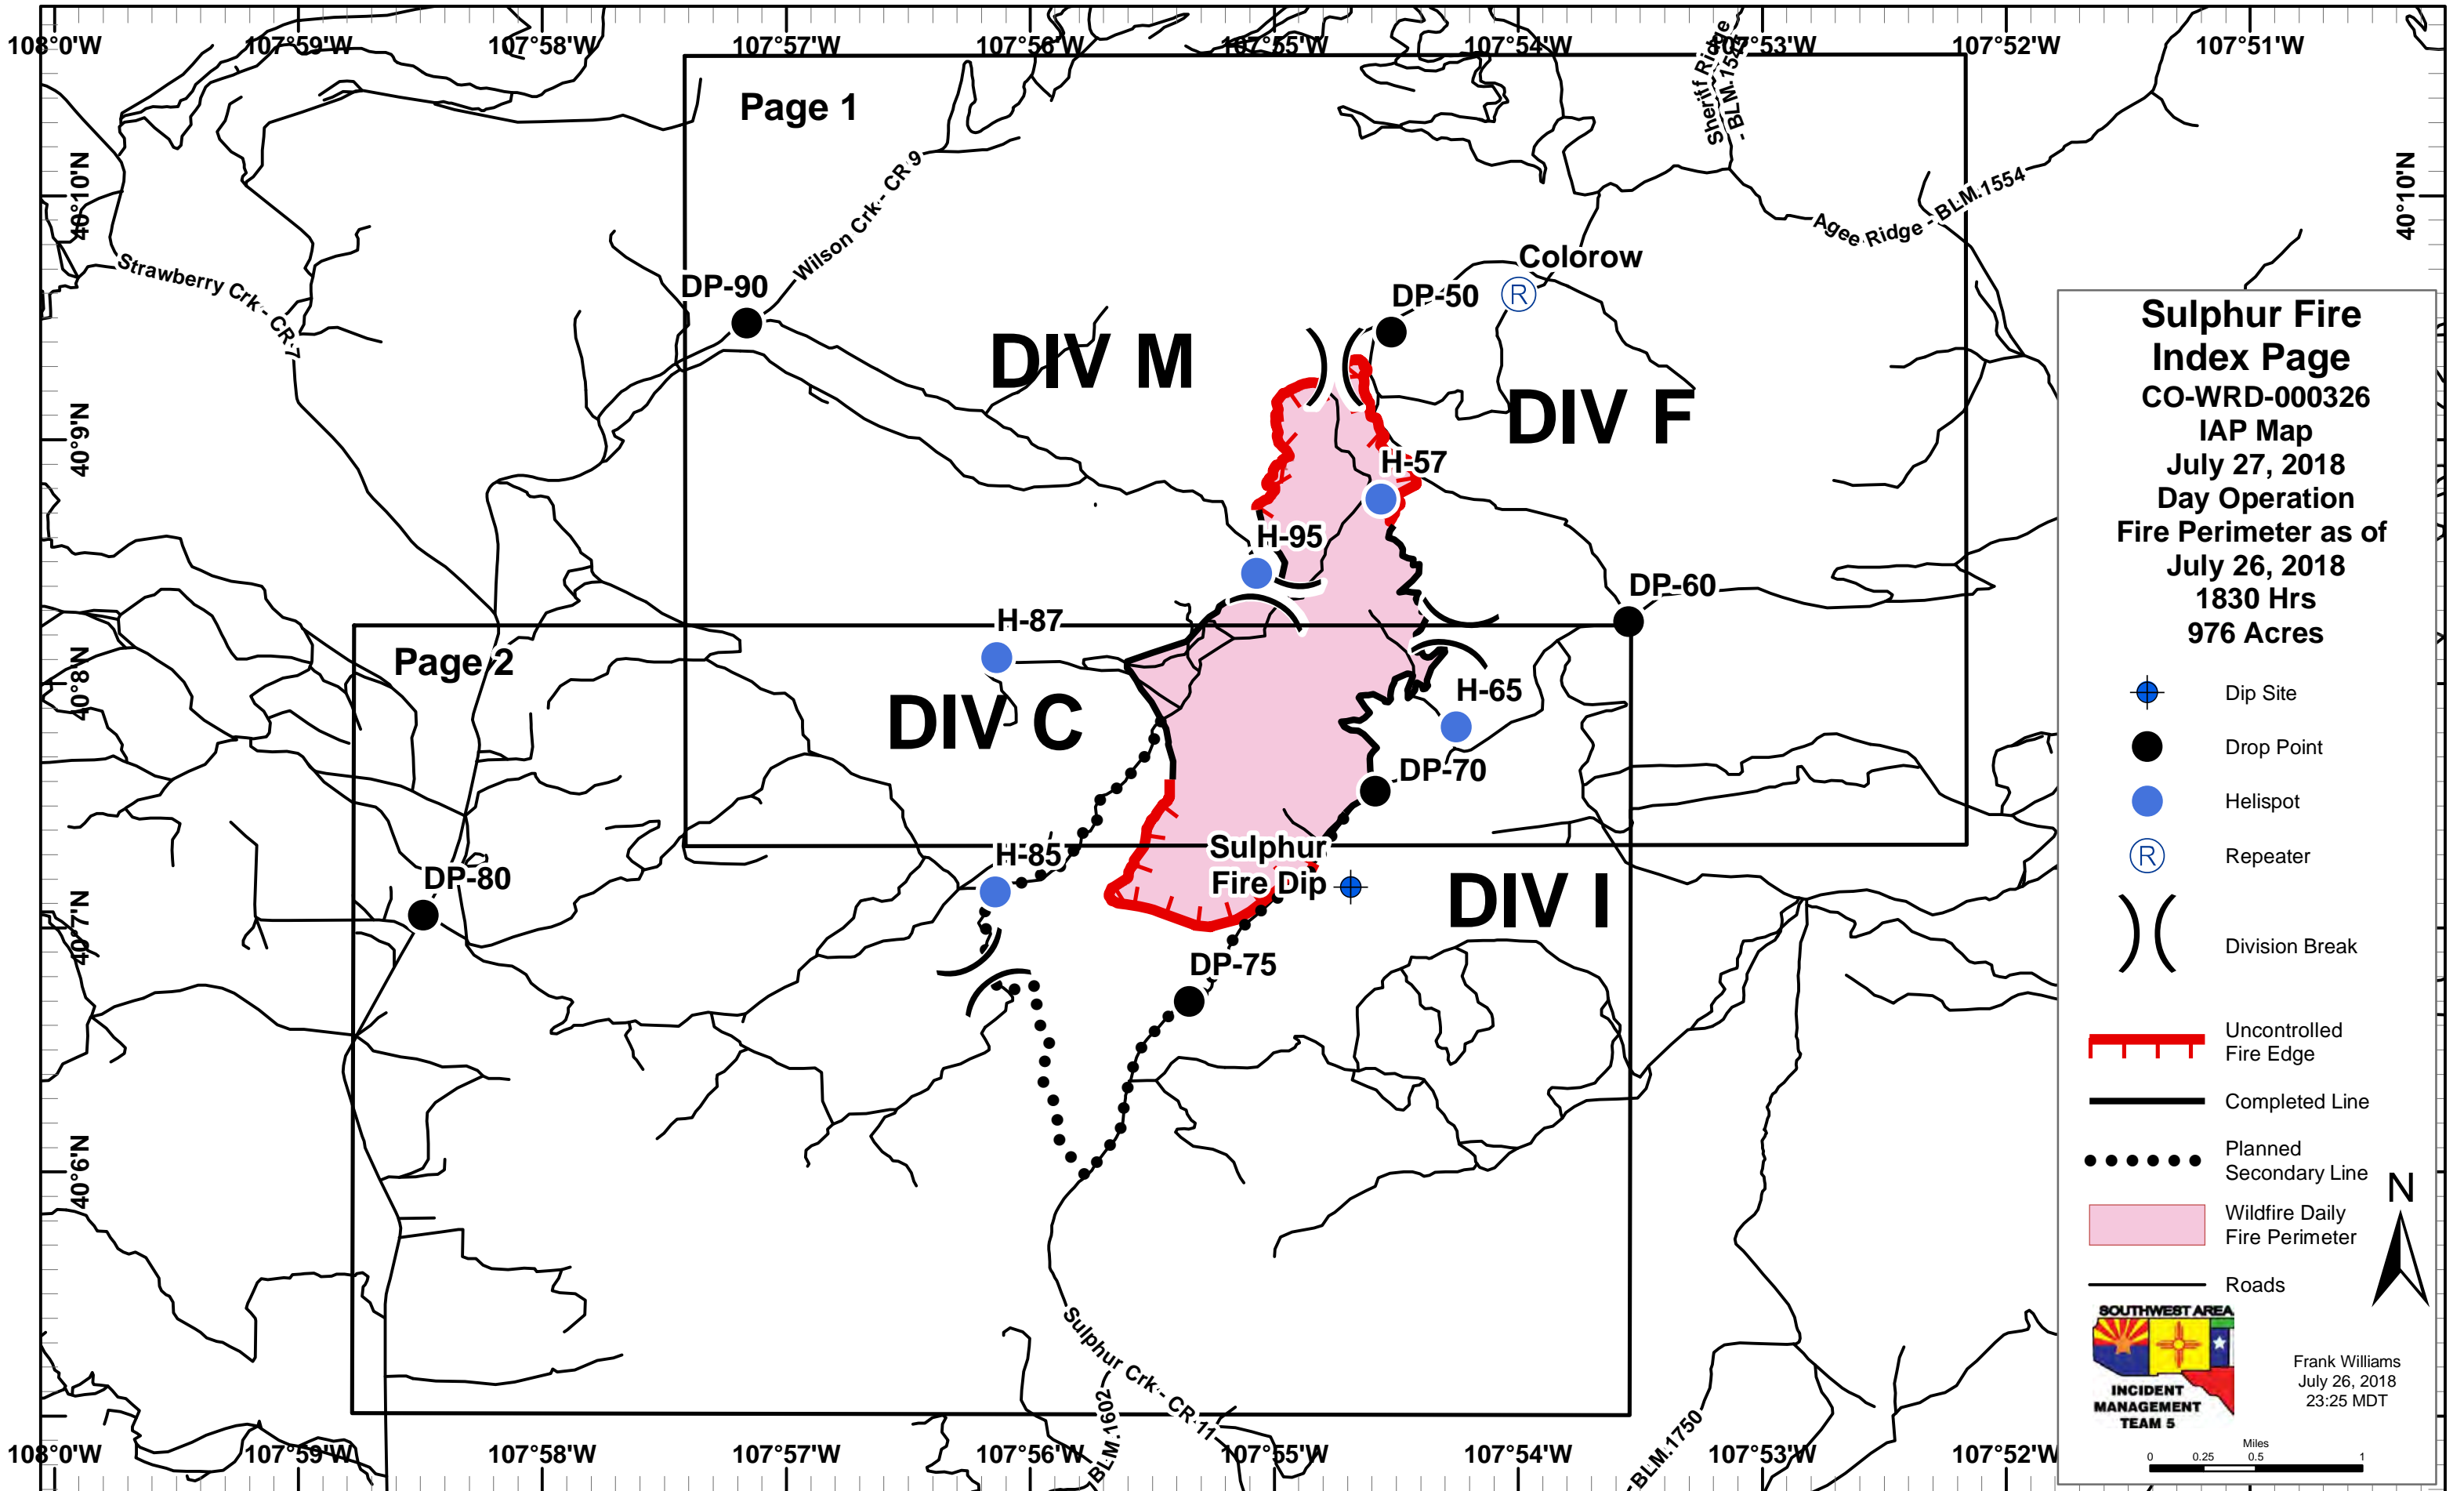 108°0'W 107°59'W 107°58'W 107°57'W 107°56'W 107°55'W 107°54'W 107°53'W 107°52'W 107°51'W
Sheriff Ridge
- BLM.1543
Page 1
Wilson Crk - CR 9
40°10'N
40°10'N
Agee Ridge - BLM.1554
Strawberry Crk - CR 7
Colorow
R
DP-90
DP-50
DIV M
DIV F
40°9'N
H-57
H-95
DP-60
H-87
Page 2
40°8'N
H-65
DIV C
DP-70
Sulphur
Fire Dip
H-85
DP-80
DIV I
40°7'N
DP-75
40°6'N
Sulphur Crk - CR 11
BLM.1602
BLM.1750
108°0'W 107°59'W 107°58'W 107°57'W 107°56'W 107°55'W 107°54'W 107°53'W 107°52'W
Sulphur Fire
Index Page
CO-WRD-000326
IAP Map
July 27, 2018
Day Operation
Fire Perimeter as of
July 26, 2018
1830 Hrs
976 Acres
Dip Site
Drop Point
Helispot
R Repeater
Division Break
Uncontrolled
Fire Edge
Completed Line
Planned
Secondary Line
Wildfire Daily
Fire Perimeter
Roads
N
SOUTHWEST AREA
INCIDENT
MANAGEMENT
TEAM 5
Frank Williams
July 26, 2018
23:25 MDT
Miles
0 0.25 0.5 1